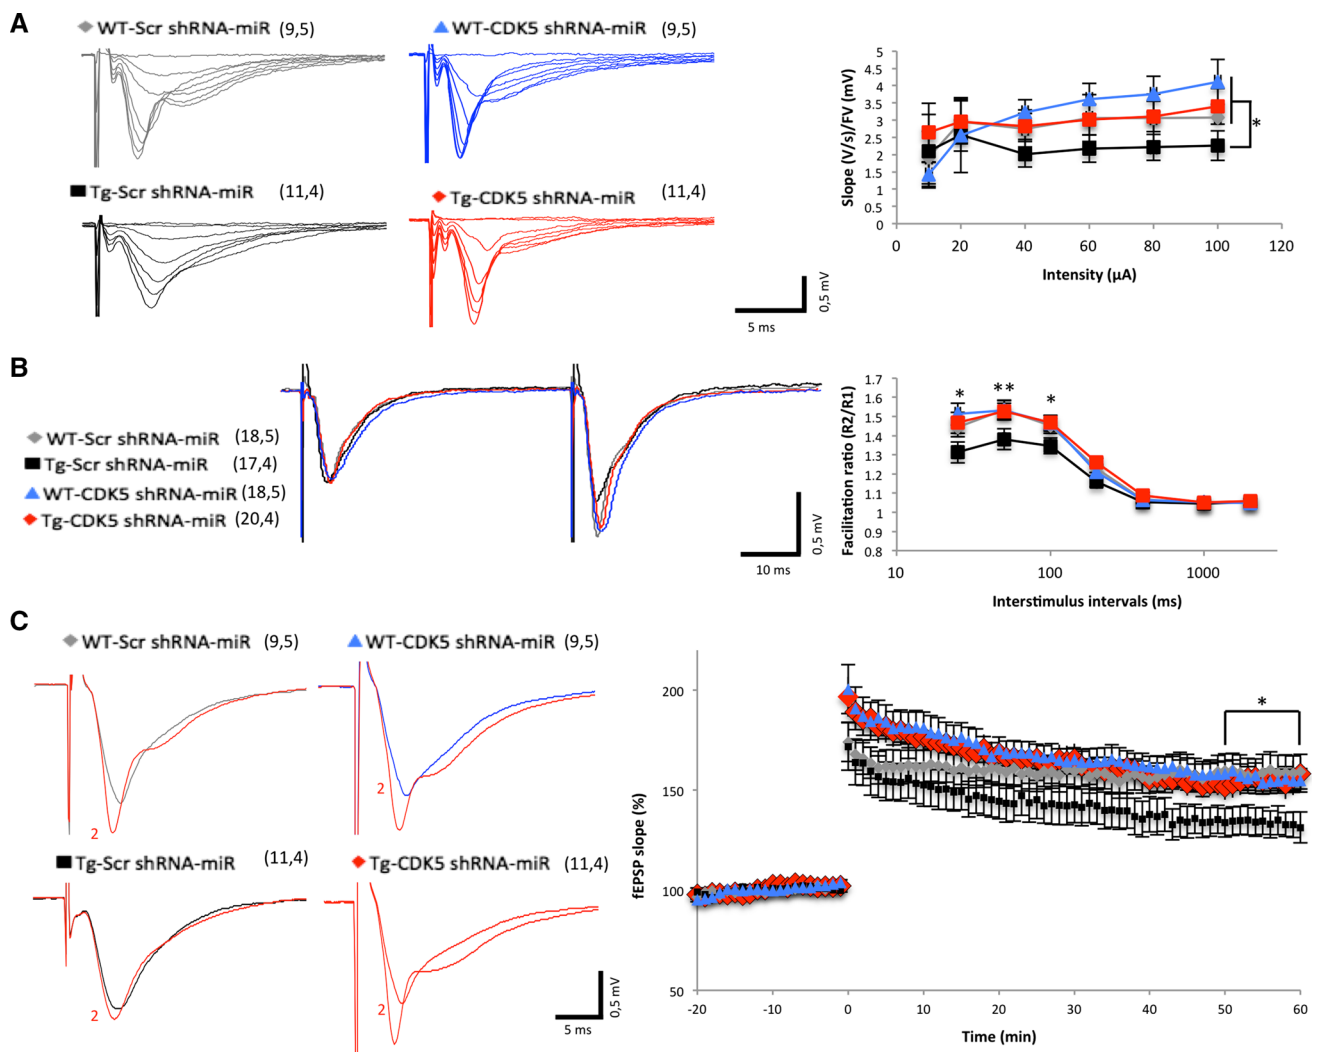 A
WT-Scr shRNA-miR (9,5)
WT-CDK5 shRNA-miR (9,5)
Tg-Scr shRNA-miR (11,4)
Tg-CDK5 shRNA-miR (11,4)
0,5 mV
5 ms
Slope (V/s)/FV (mV)
5
4.5
4
3.5
3
2.5
2
1.5
1
0.5
0
*
0 20 40 60 80 100 120
Intensity (µA)
B
WT-Scr shRNA-miR (18,5)
Tg-Scr shRNA-miR (17,4)
WT-CDK5 shRNA-miR (18,5)
Tg-CDK5 shRNA-miR (20,4)
0,5 mV
10 ms
Facilitation ratio (R2/R1)
1.7
1.6
1.5
1.4
1.3
1.2
1.1
1
0.9
0.8
* ** *
10 100 1000
Interstimulus intervals (ms)
C
WT-Scr shRNA-miR (9,5)
WT-CDK5 shRNA-miR (9,5)
2
2
Tg-Scr shRNA-miR (11,4)
Tg-CDK5 shRNA-miR (11,4)
2
2
0,5 mV
5 ms
fEPSP slope (%)
200
150
100
50
*
-20 -10 0 10 20 30 40 50 60
Time (min)